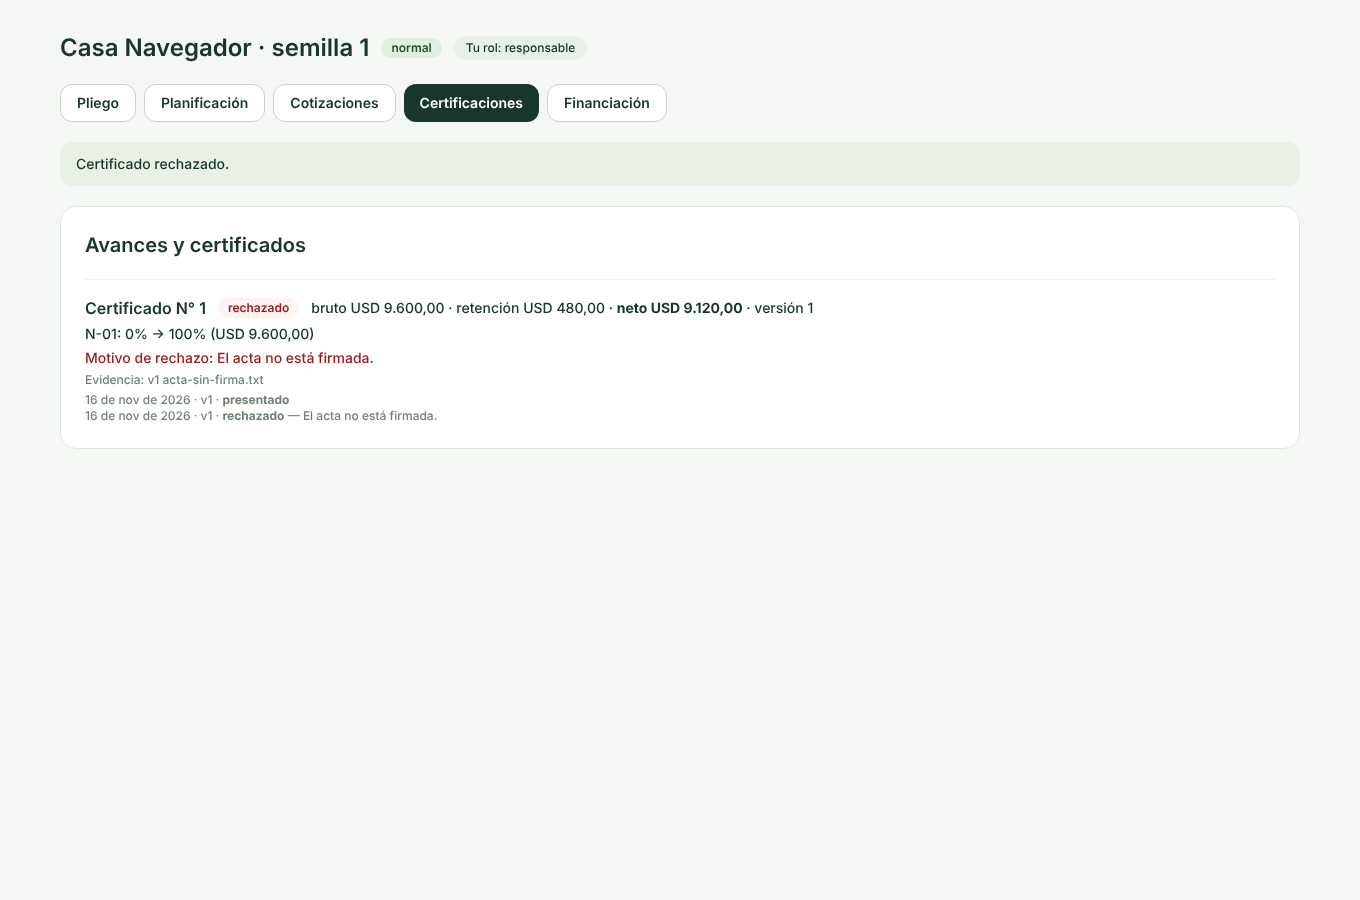 Casa Navegador · semilla 1 normal Tu rol: responsable
Pliego Planificación Cotizaciones Certificaciones Financiación
Certificado rechazado.
Avances y certificados
Certificado N° 1 rechazado bruto USD 9.600,00 · retención USD 480,00 · neto USD 9.120,00 · versión 1
N-01: 0% → 100% (USD 9.600,00)
Motivo de rechazo: El acta no está firmada.
Evidencia: v1 acta-sin-firma.txt
16 de nov de 2026 · v1 · presentado
16 de nov de 2026 · v1 · rechazado — El acta no está firmada.